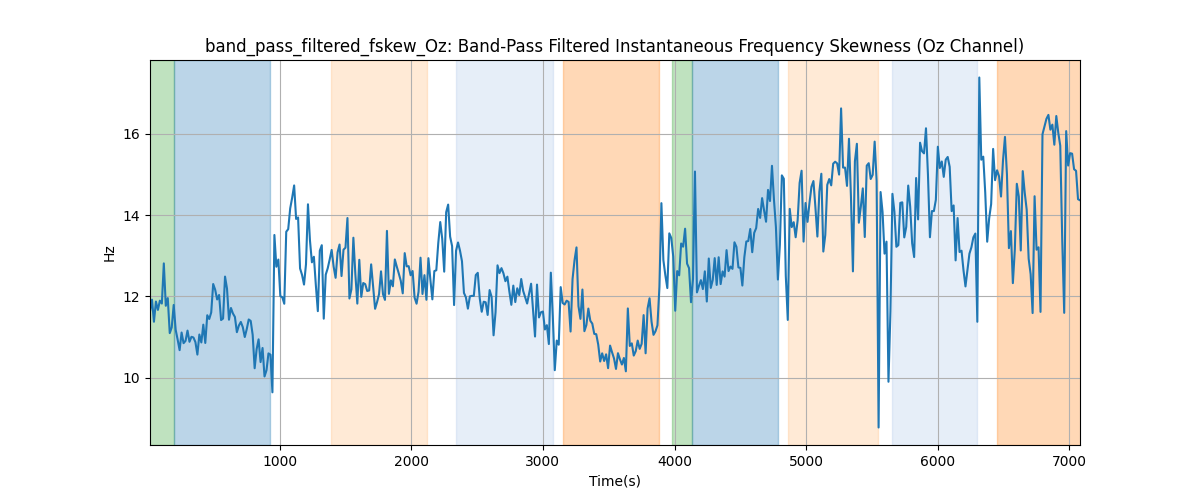 band_pass_filtered_fskew_Oz: Band-Pass Filtered Instantaneous Frequency Skewness (Oz Channel)
Hz
16
14
12
10
1000 2000 3000 4000 5000 6000 7000
Time(s)